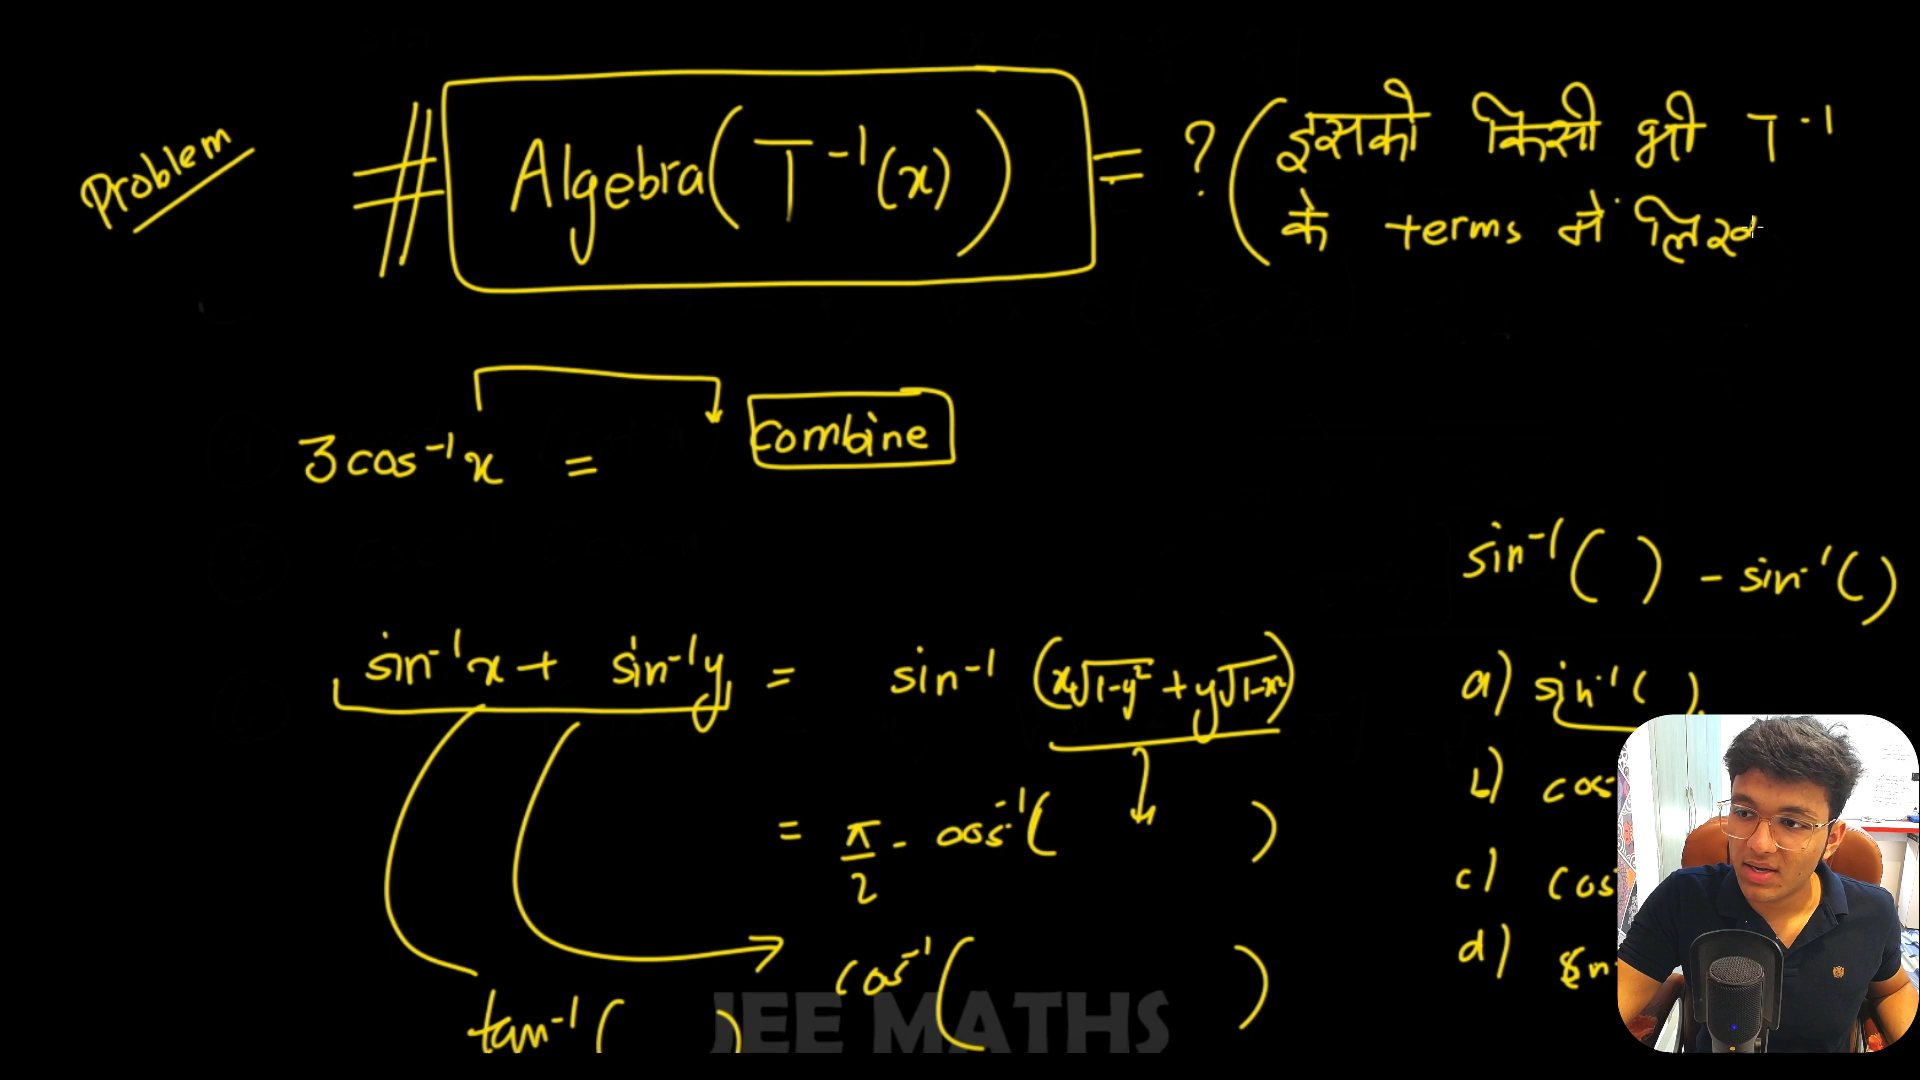 Problem
# Algebra(T⁻¹(x)) = ? (इसको किसी भी T⁻¹
के terms में लिख
combine
3cos⁻¹x =
sin⁻¹( ) - sin⁻¹( )
sin⁻¹x + sin⁻¹y = sin⁻¹(x√1-y² + y√1-x²)
a) sin⁻¹( )
= π/2 - cos⁻¹( )
b) cos
c) cos
d) sin
cos⁻¹( )
tan⁻¹( )
JEE MATHS